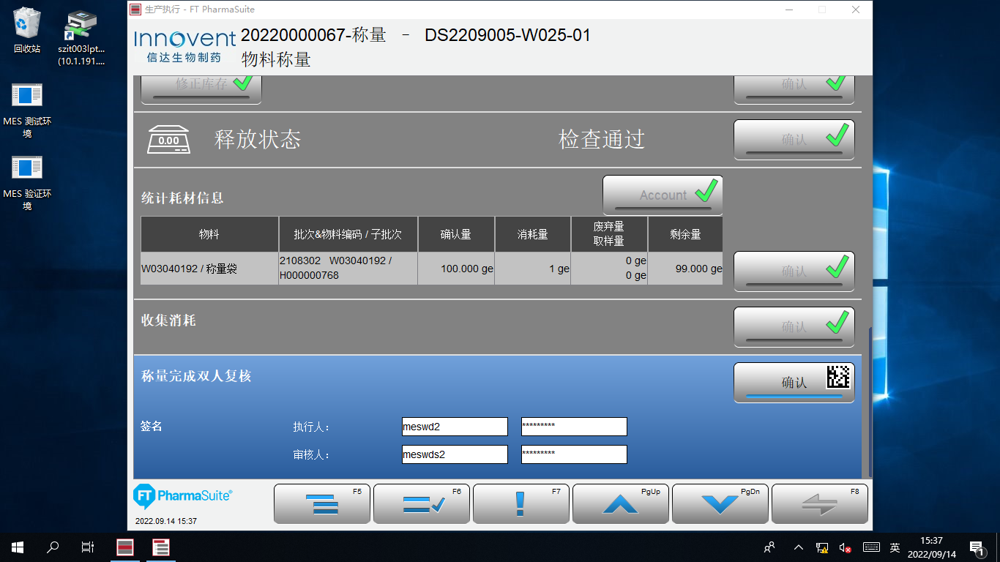 生产执行 - FT PharmaSuite
回收站
szit003lpt...
(10.1.191....
MES 测试环
境
MES 验证环
境
Innovent
信达生物制药
20220000067-称量 - DS2209005-W025-01
物料称量
修正库存
确认
0.00
释放状态
检查通过
确认
统计耗材信息
Account
物料
批次&物料编码 / 子批次
确认量
消耗量
废弃量
取样量
剩余量
W03040192 / 称量袋
2108302 W03040192 /
H000000768
100.000 ge
1 ge
0 ge
0 ge
99.000 ge
确认
收集消耗
确认
称量完成双人复核
确认
签名
执行人:
meswd2
*********
审核人:
meswds2
*********
FT PharmaSuite
2022.09.14 15:37
F5
F6
F7
PgUp
PgDn
F8
英
15:37
2022/09/14
1